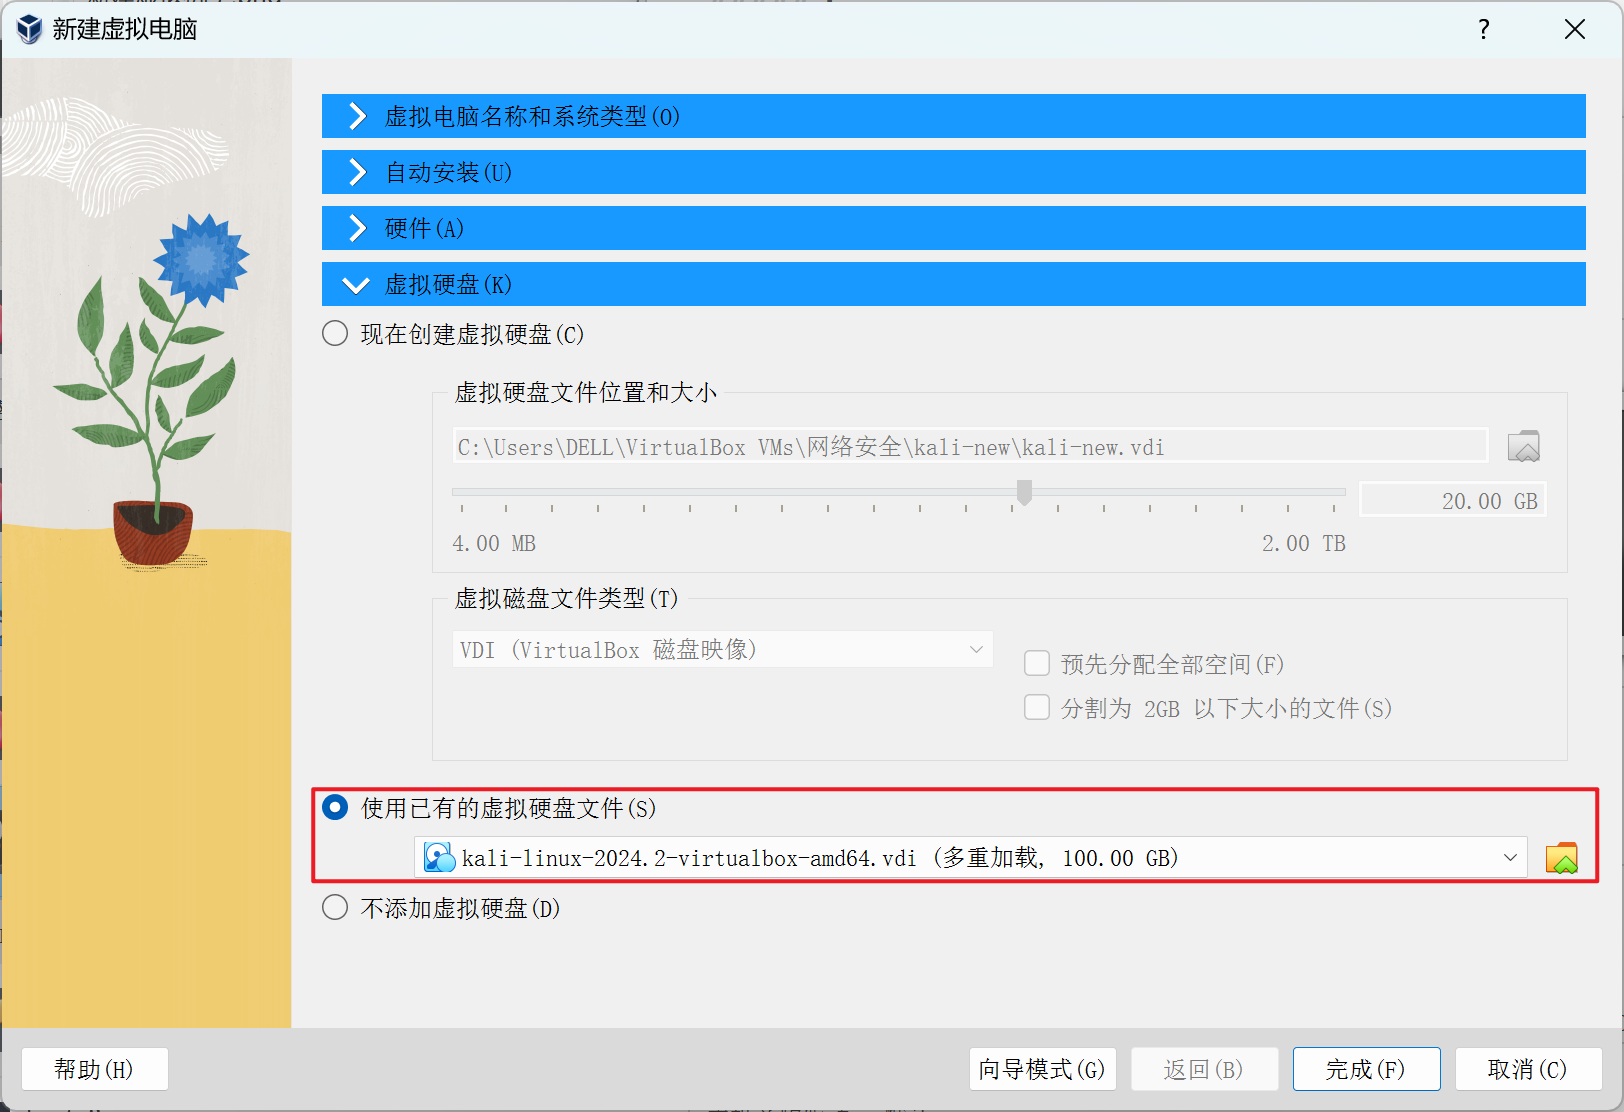 新建虚拟电脑
?
虚拟电脑名称和系统类型(O)
自动安装(U)
硬件(A)
虚拟硬盘(K)
现在创建虚拟硬盘(C)
虚拟硬盘文件位置和大小
C:\Users\DELL\VirtualBox VMs\网络安全\kali-new\kali-new.vdi
20.00 GB
4.00 MB
2.00 TB
虚拟磁盘文件类型(T)
VDI (VirtualBox 磁盘映像)
预先分配全部空间(F)
分割为 2GB 以下大小的文件(S)
使用已有的虚拟硬盘文件(S)
kali-linux-2024.2-virtualbox-amd64.vdi (多重加载, 100.00 GB)
不添加虚拟硬盘(D)
帮助(H)
向导模式(G)
返回(B)
完成(F)
取消(C)